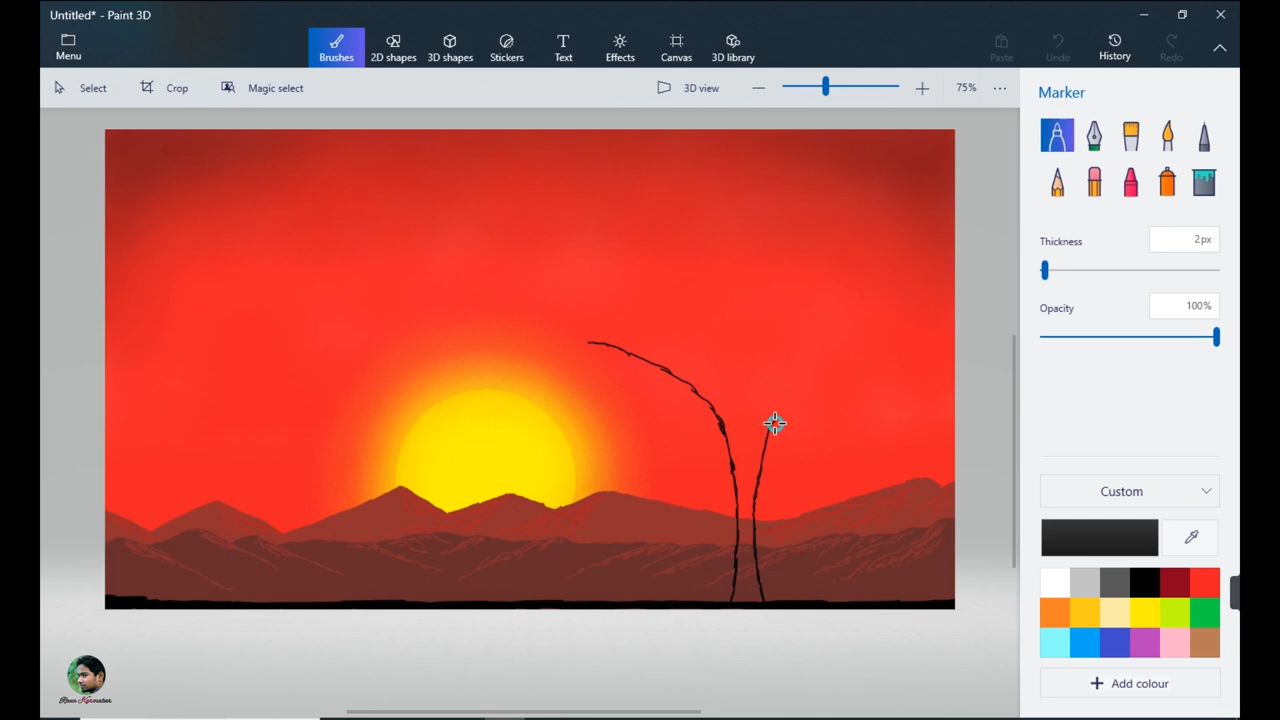 Untitled* - Paint 3D
Menu
Brushes
2D shapes
3D shapes
Stickers
Text
Effects
Canvas
3D library
Paste
Undo
History
Redo
Select
Crop
Magic select
3D view
75%
Marker
Thickness
2px
Opacity
100%
Custom
Add colour